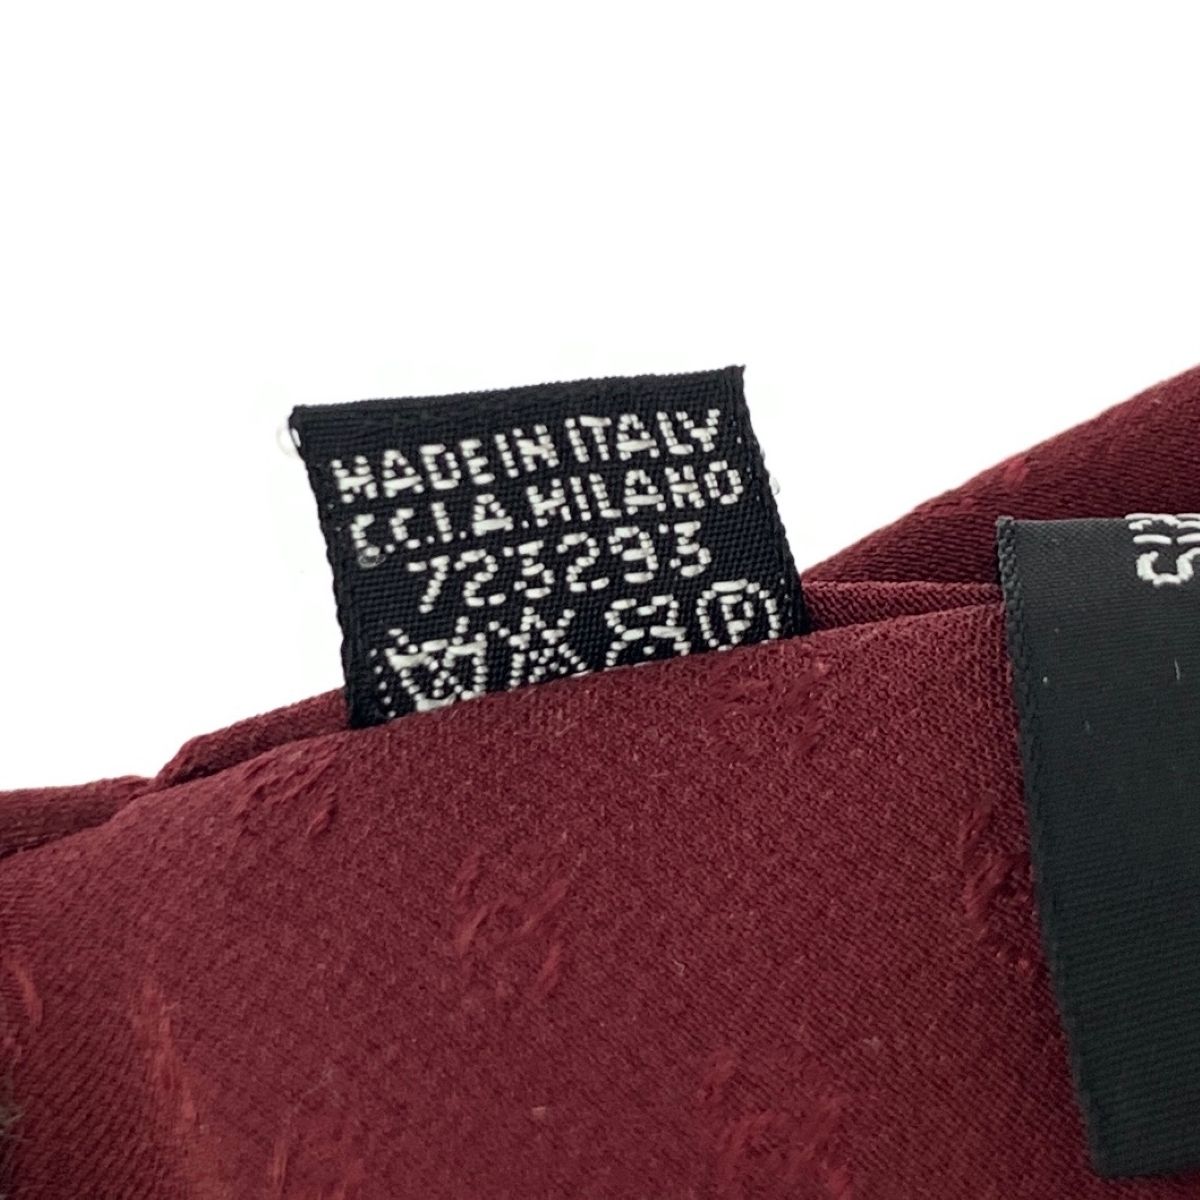 MADE IN ITALY
C.C.I.A. MILANO
723293
P